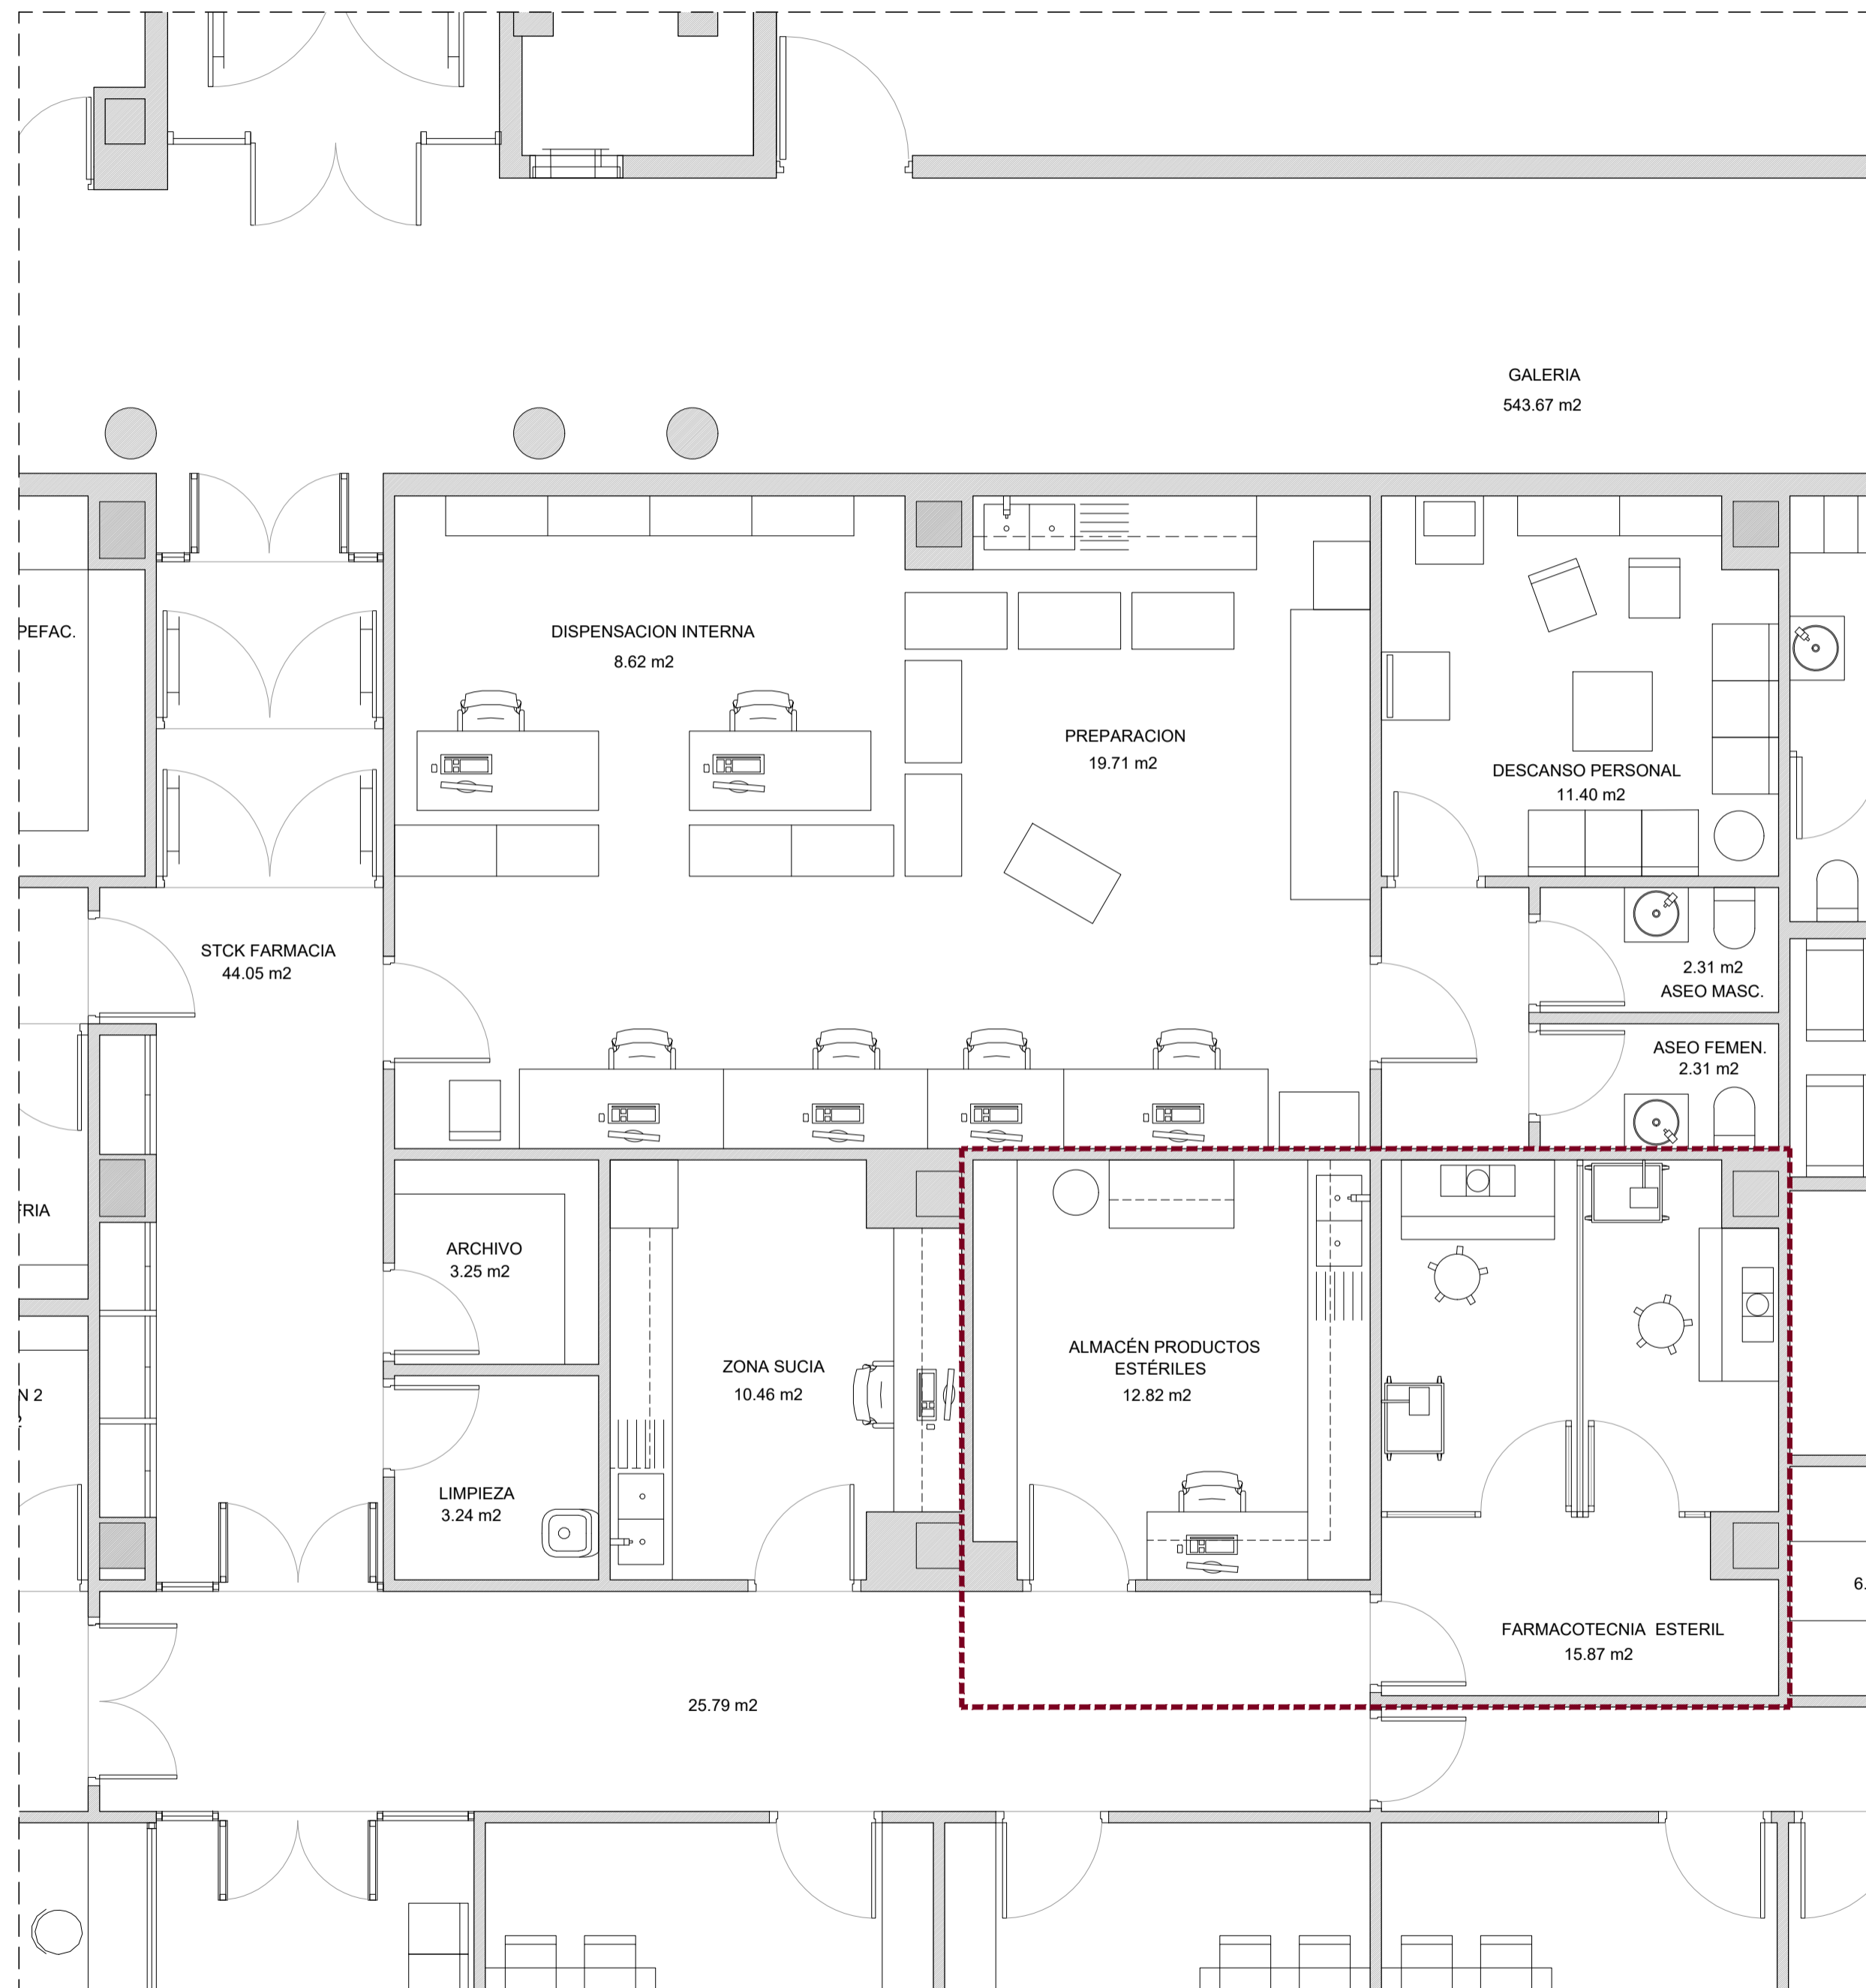 GALERIA
543.67 m2
PEFAC.
DISPENSACION INTERNA
8.62 m2
PREPARACION
19.71 m2
DESCANSO PERSONAL
11.40 m2
STCK FARMACIA
44.05 m2
2.31 m2
ASEO MASC.
ASEO FEMEN.
2.31 m2
RIA
ARCHIVO
3.25 m2
ZONA SUCIA
10.46 m2
ALMACÉN PRODUCTOS
ESTÉRILES
12.82 m2
N 2
LIMPIEZA
3.24 m2
6.
FARMACOTECNIA ESTERIL
15.87 m2
25.79 m2